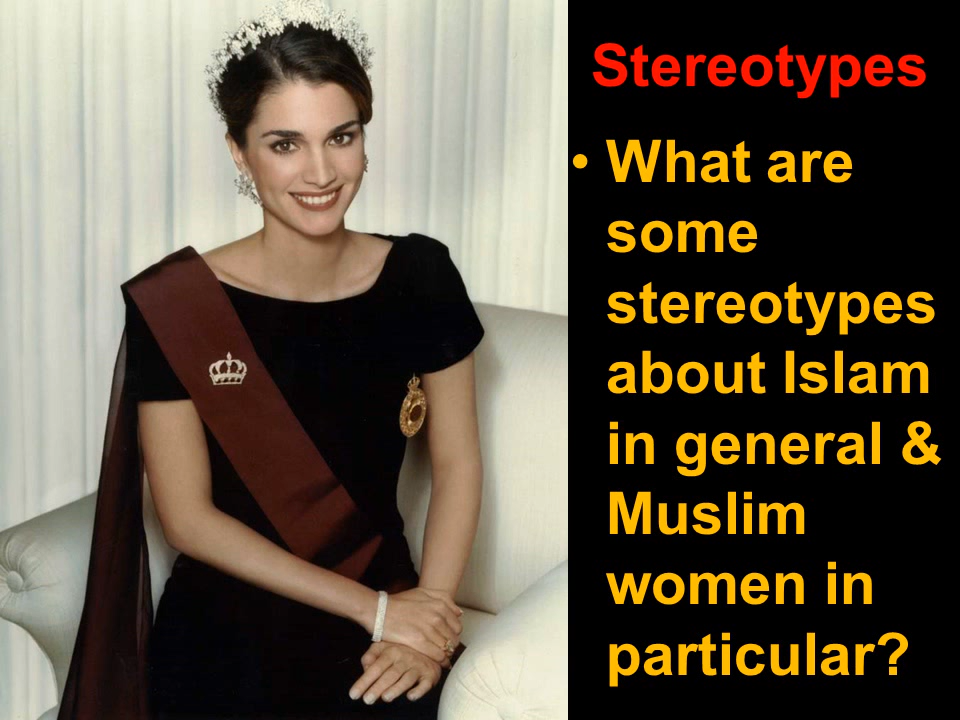 Stereotypes
• What are
some
stereotypes
about Islam
in general &
Muslim
women in
particular?